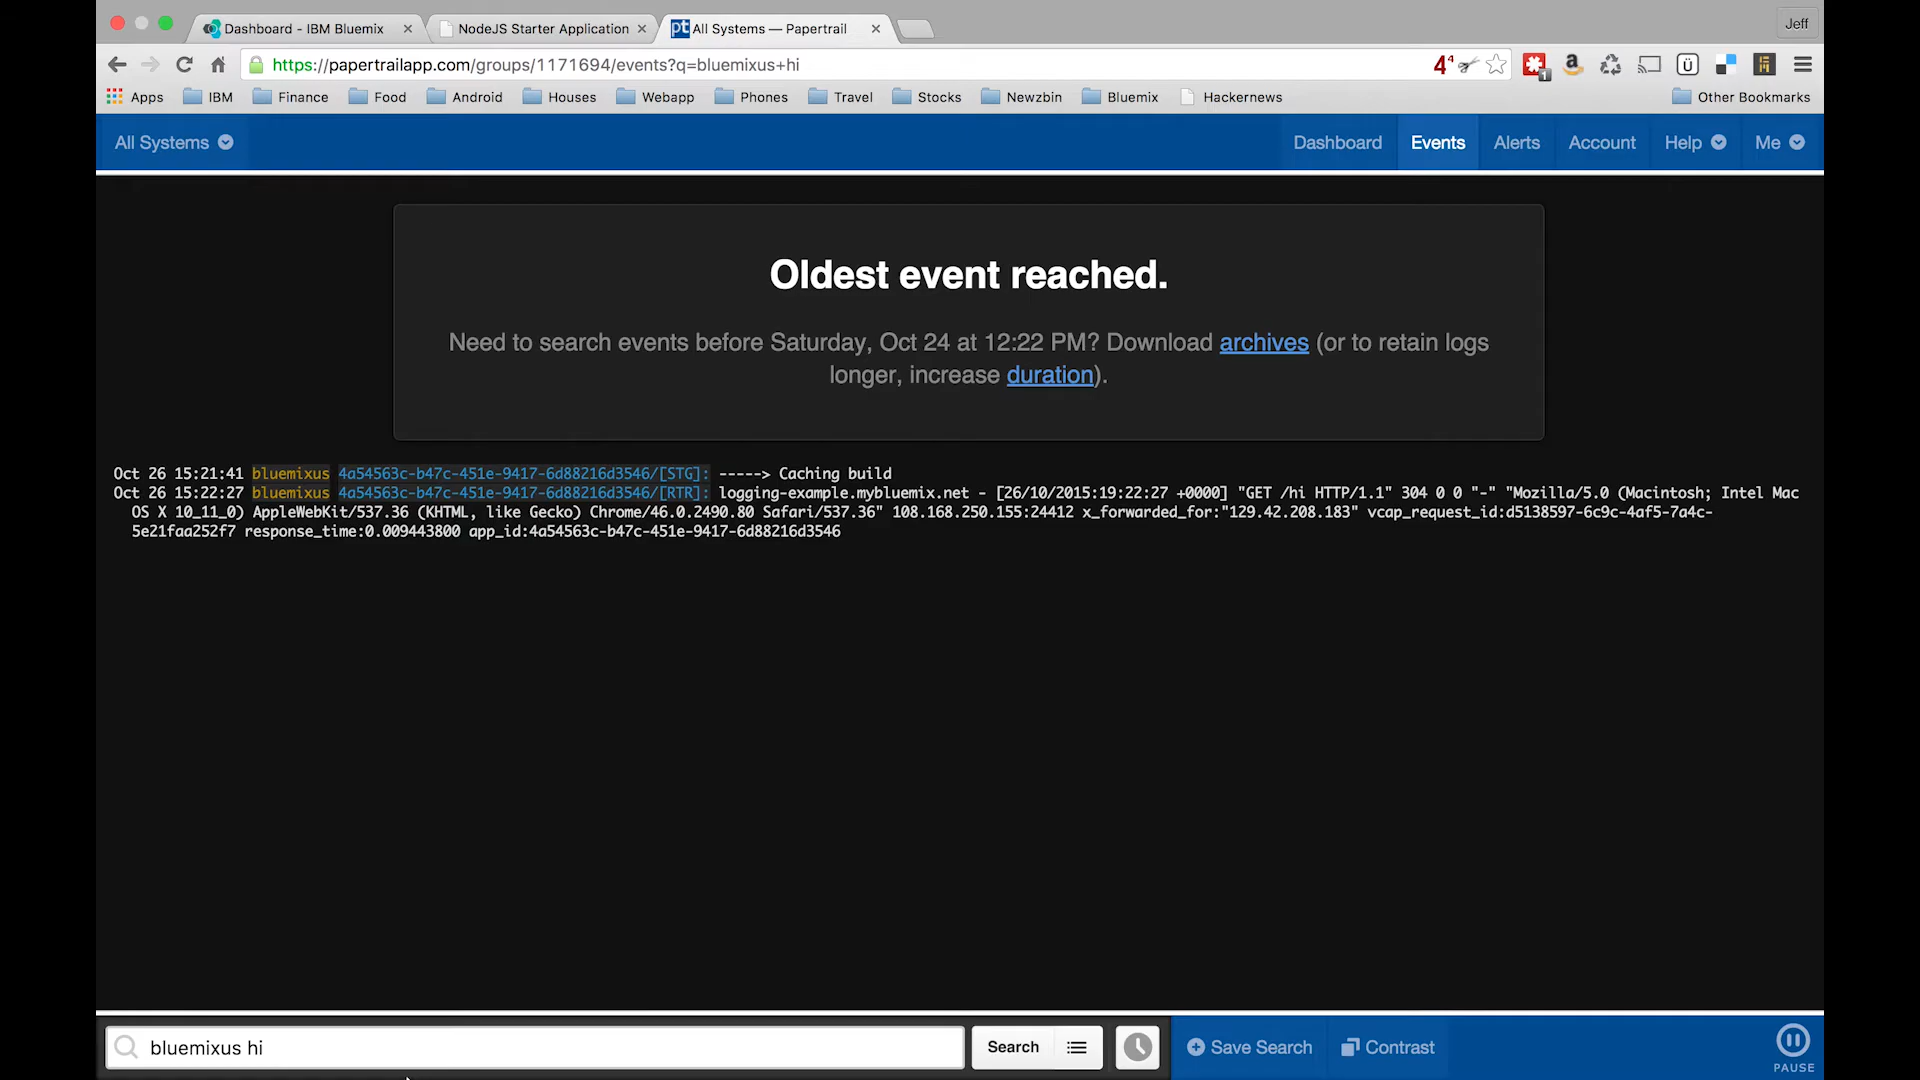 Dashboard - IBM Bluemix
NodeJS Starter Application
pt All Systems — Papertrail
Jeff
https://papertrailapp.com/groups/1171694/events?q=bluemixus+hi
4⁴
1
a
Ü
Apps IBM Finance Food Android Houses Webapp Phones Travel Stocks Newzbin Bluemix Hackernews Other Bookmarks
All Systems Dashboard Events Alerts Account Help Me
Oldest event reached.
Need to search events before Saturday, Oct 24 at 12:22 PM? Download archives (or to retain logs
longer, increase duration).
Oct 26 15:21:41 bluemixus 4a54563c-b47c-451e-9417-6d88216d3546/[STG]: -----> Caching build
Oct 26 15:22:27 bluemixus 4a54563c-b47c-451e-9417-6d88216d3546/[RTR]: logging-example.mybluemix.net - [26/10/2015:19:22:27 +0000] "GET /hi HTTP/1.1" 304 0 0 "-" "Mozilla/5.0 (Macintosh; Intel Mac
OS X 10_11_0) AppleWebKit/537.36 (KHTML, like Gecko) Chrome/46.0.2490.80 Safari/537.36" 108.168.250.155:24412 x_forwarded_for:"129.42.208.183" vcap_request_id:d5138597-6c9c-4af5-7a4c-
5e21faa252f7 response_time:0.009443800 app_id:4a54563c-b47c-451e-9417-6d88216d3546
bluemixus hi
Search
Save Search
Contrast
PAUSE